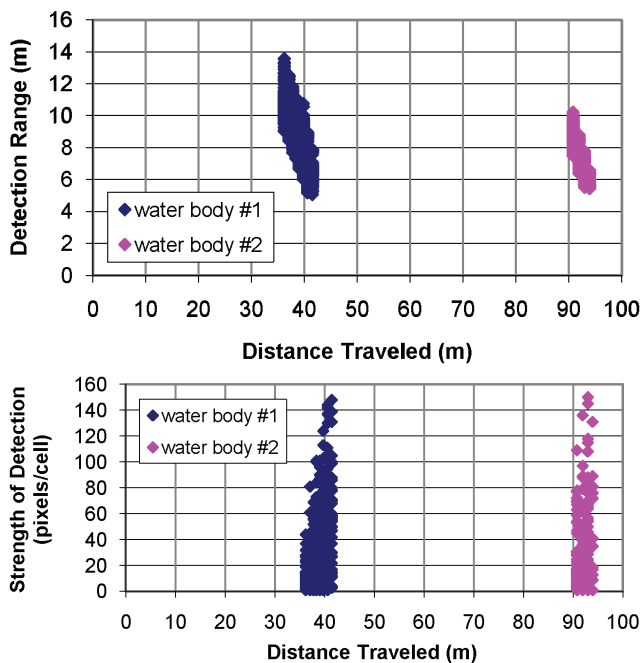 16
14
12
10
8
6
4
2
0
Detection Range (m)
water body #1
water body #2
0 10 20 30 40 50 60 70 80 90 100
Distance Traveled (m)
160
140
120
100
80
60
40
20
0
Strength of Detection
(pixels/cell)
water body #1
water body #2
0 10 20 30 40 50 60 70 80 90 100
Distance Traveled (m)